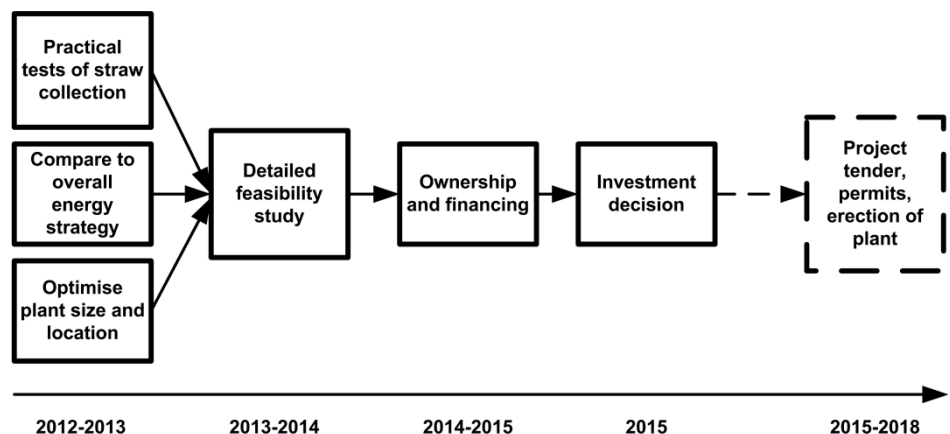 Practical
tests of straw
collection
Compare to
overall
energy
strategy
Optimise
plant size and
location
Detailed
feasibility
study
Ownership
and financing
Investment
decision
Project
tender,
permits,
erection of
plant
2012-2013
2013-2014
2014-2015
2015
2015-2018